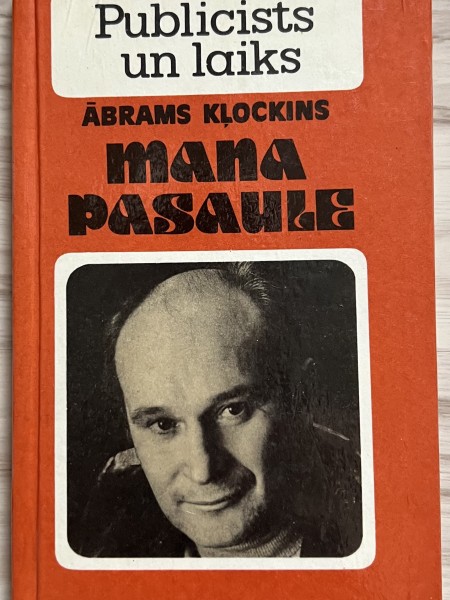 Publicists
un laiks
ĀBRAMS KĻOCKINS
MANA
PASAULE